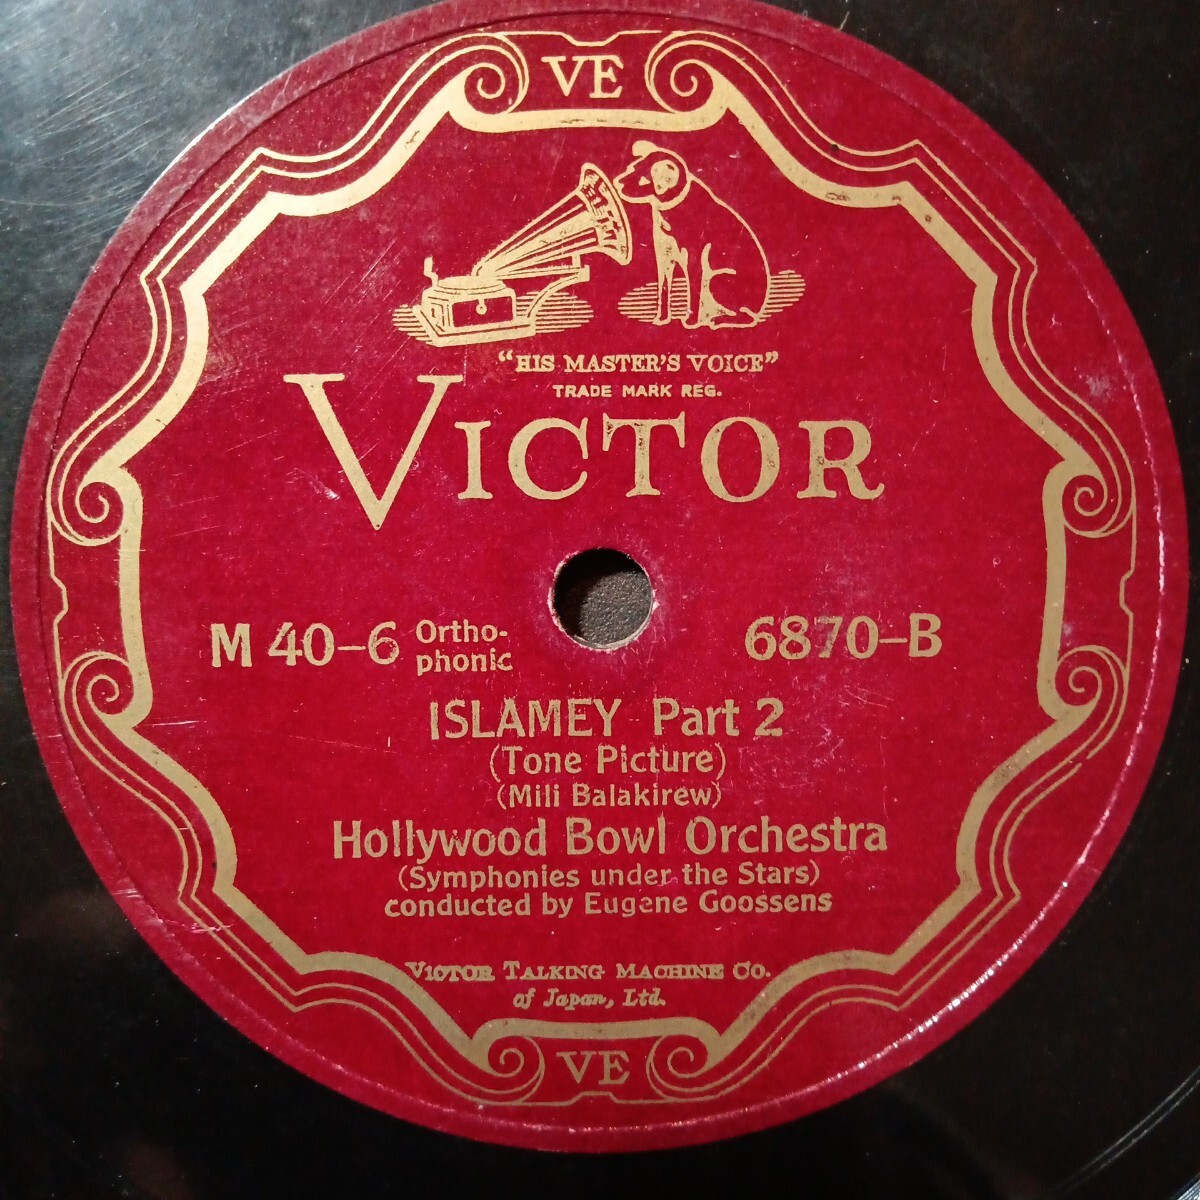 VE
"HIS MASTER'S VOICE"
TRADE MARK REG.
VICTOR
M 40-6 Ortho-
phonic
6870-B
ISLAMEY Part 2
(Tone Picture)
(Mili Balakirew)
Hollywood Bowl Orchestra
(Symphonies under the Stars)
conducted by Eugene Goossens
VICTOR TALKING MACHINE CO.
of Japan, Ltd.
VE